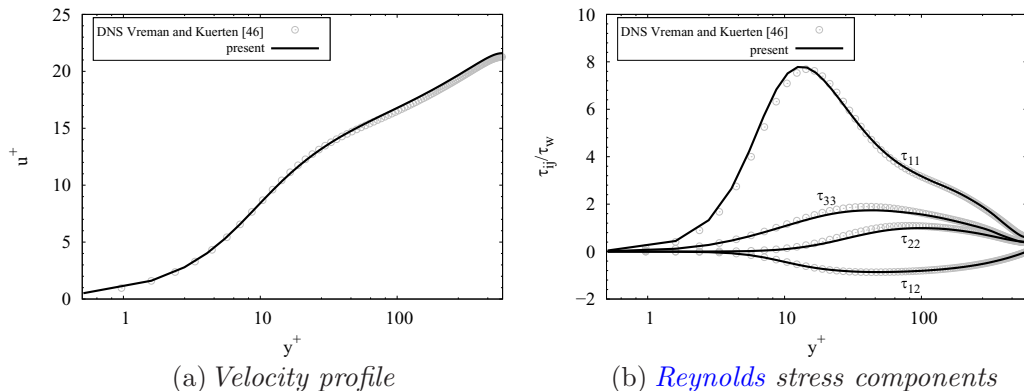 25
20
15
10
5
0
u+
DNS Vreman and Kuerten [46]
present
1
10
100
y+
(a) Velocity profile
10
8
6
4
2
0
−2
τij/τw
DNS Vreman and Kuerten [46]
present
τ11
τ33
τ22
τ12
1
10
100
y+
(b) Reynolds stress components